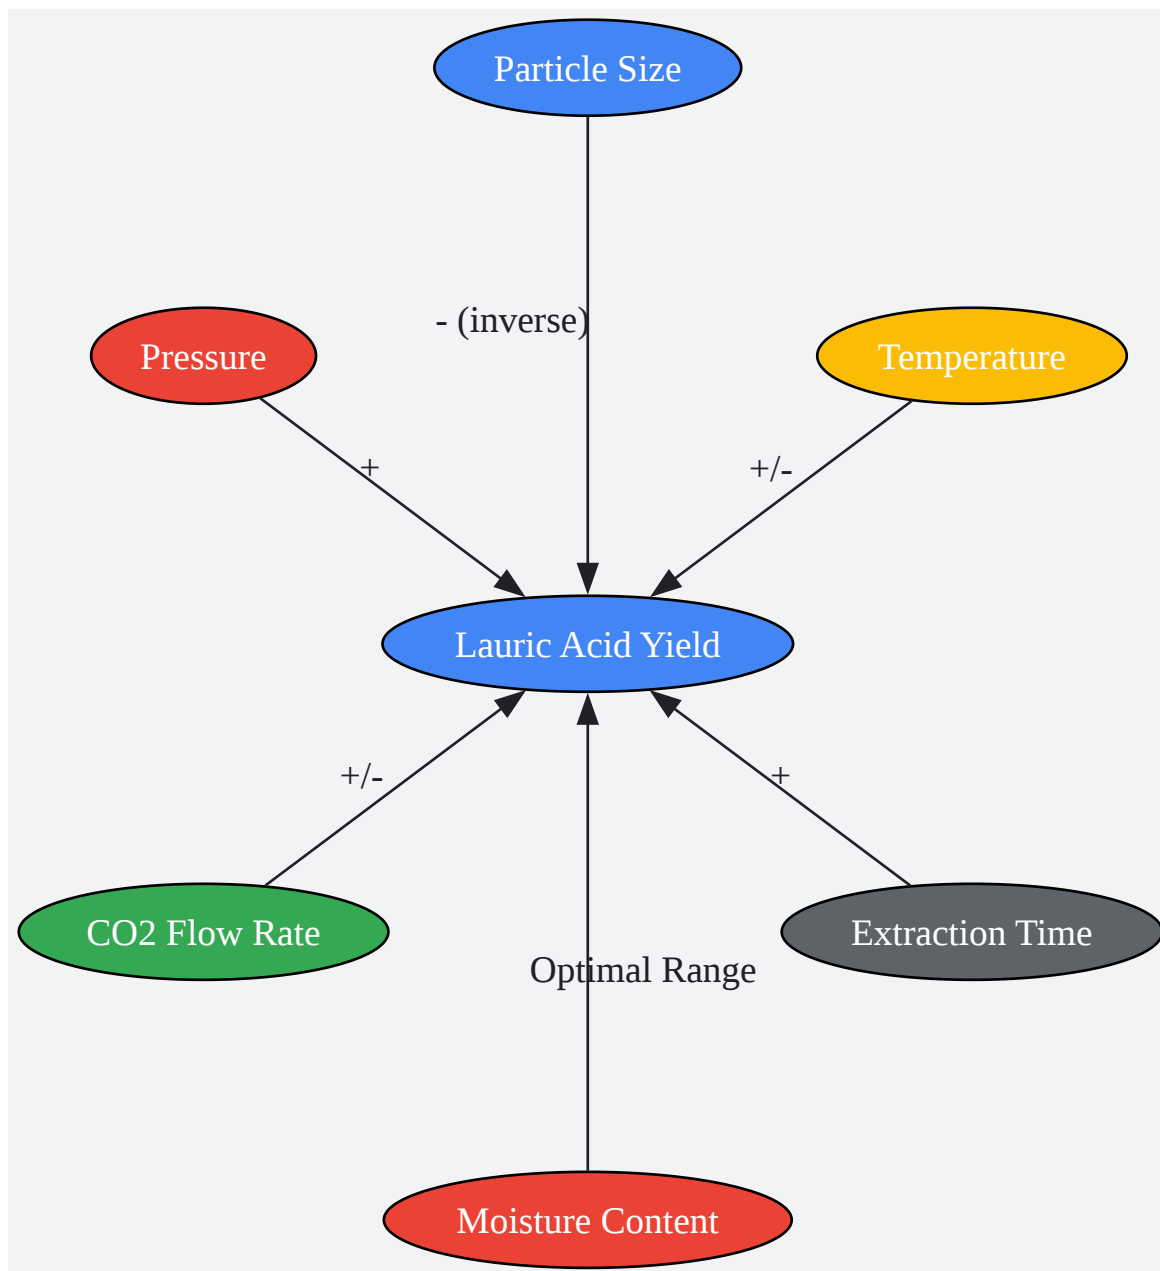 Particle Size
- (inverse)
Pressure
Temperature
+
+/-
Lauric Acid Yield
+/-
+
CO2 Flow Rate
Extraction Time
Optimal Range
Moisture Content